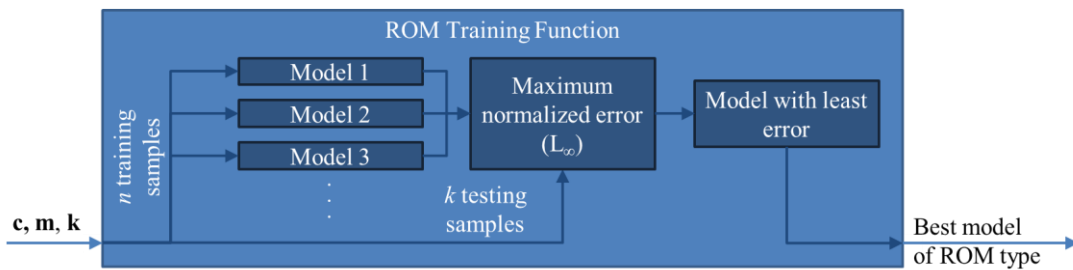 ROM Training Function
n training
samples
Model 1
Model 2
Model 3
.
.
.
Maximum
normalized error
(L∞)
Model with least
error
k testing
samples
c, m, k
Best model
of ROM type